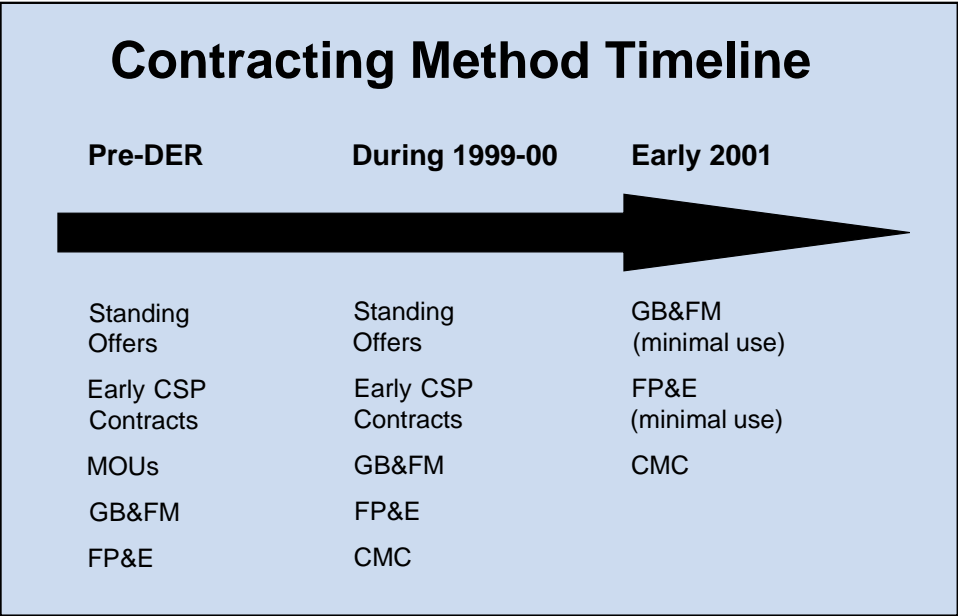 Contracting Method Timeline
Pre-DER
During 1999-00
Early 2001
Standing
Offers
Early CSP
Contracts
MOUs
GB&FM
FP&E
Standing
Offers
Early CSP
Contracts
GB&FM
FP&E
CMC
GB&FM
(minimal use)
FP&E
(minimal use)
CMC